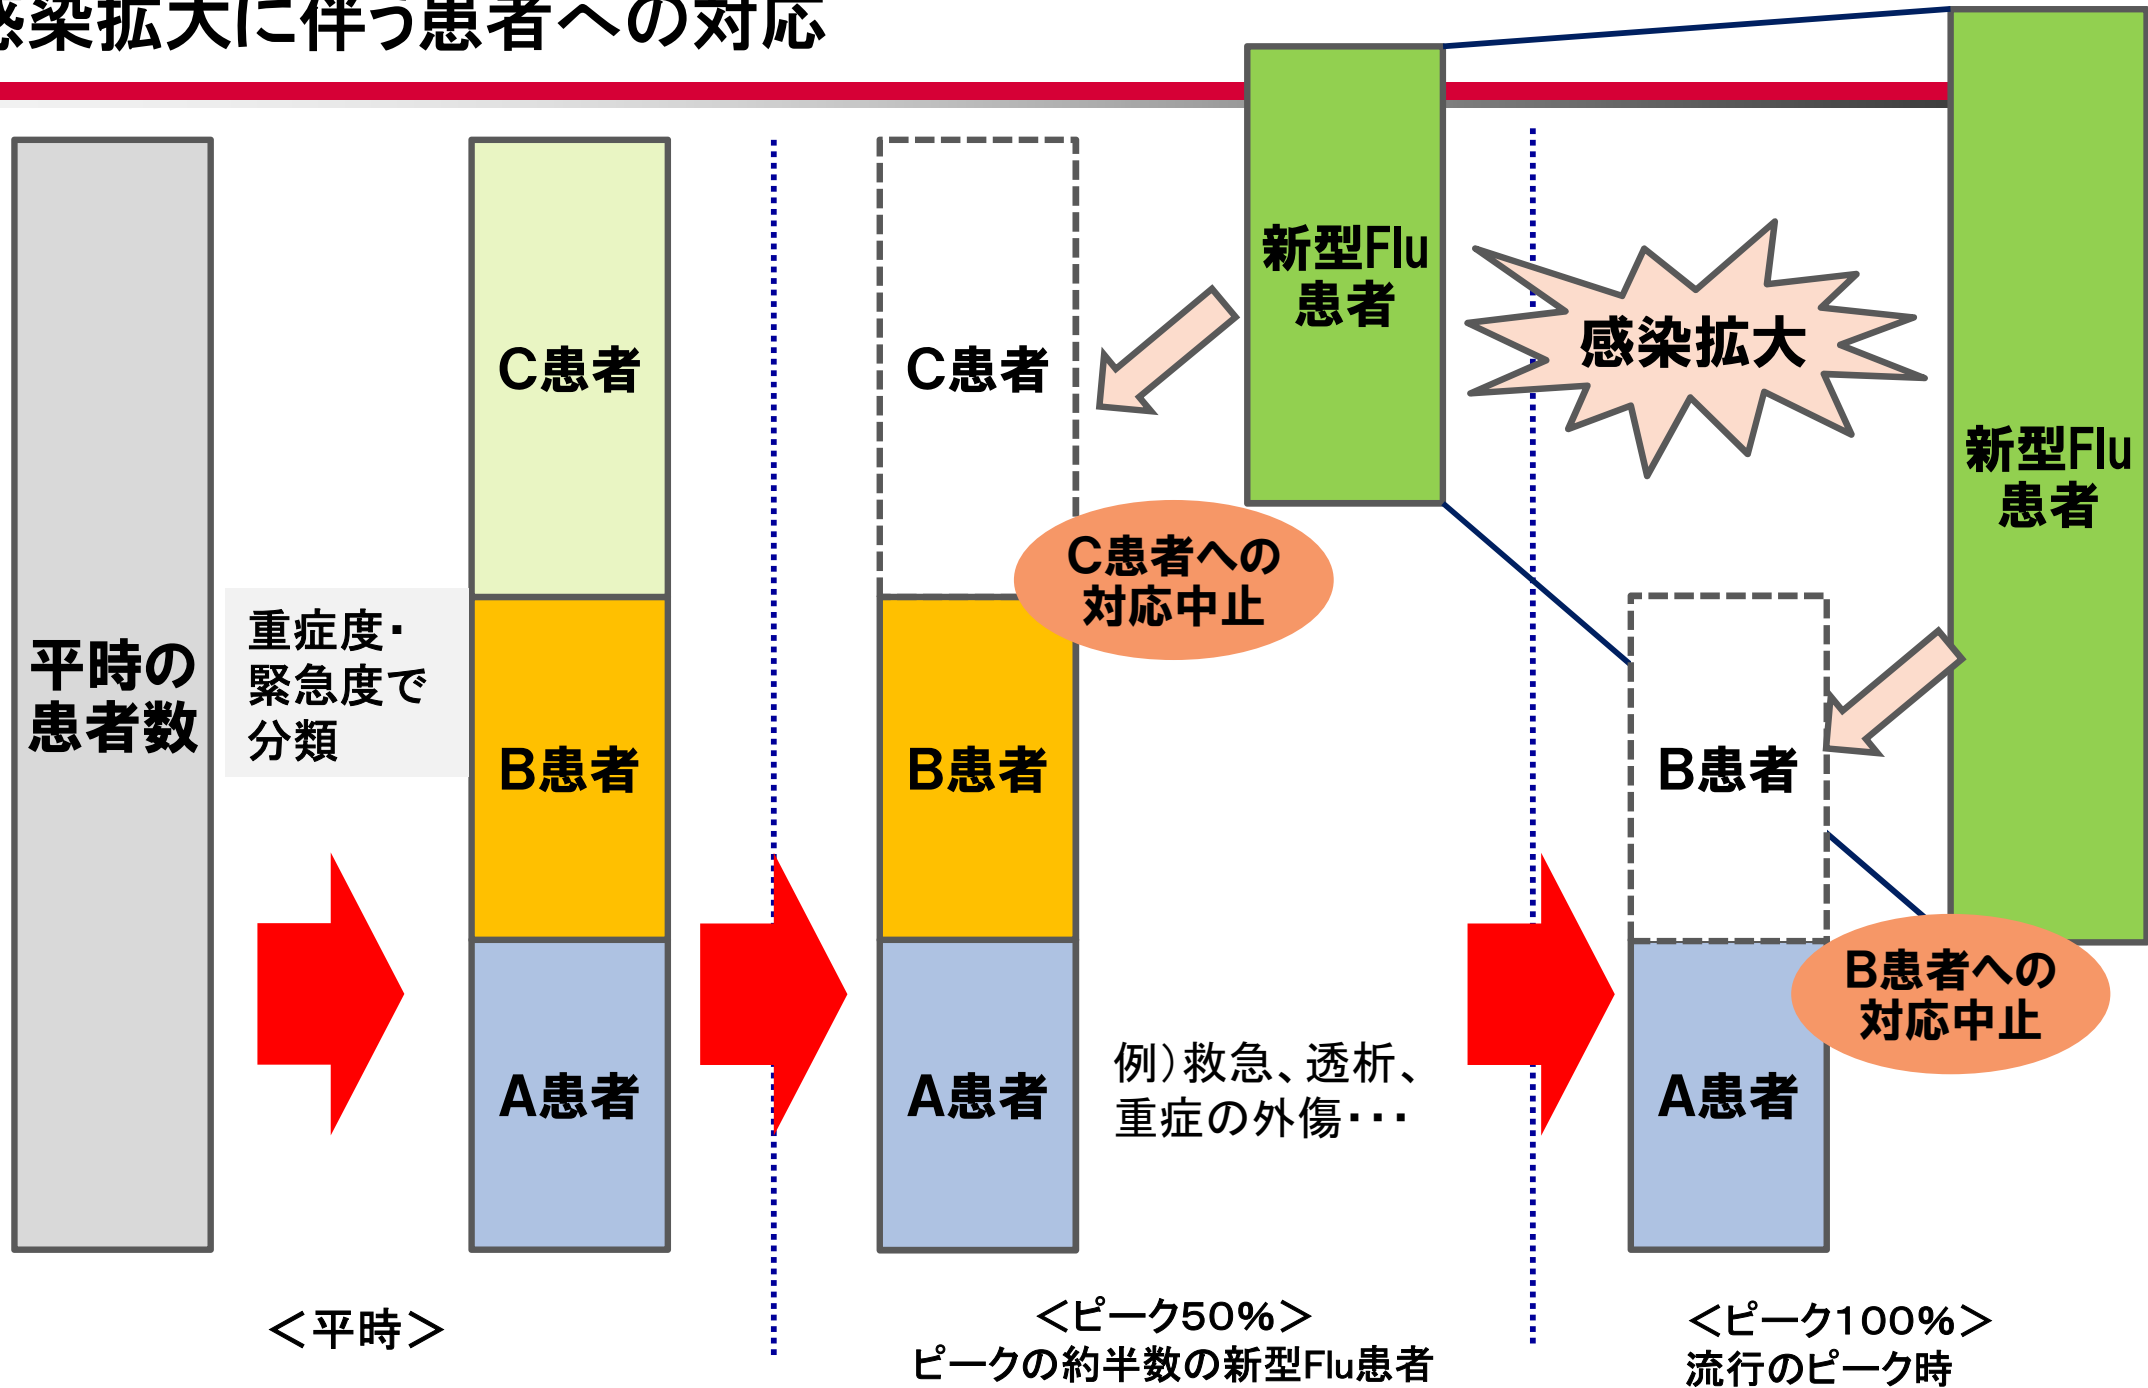 感染拡大に伴う患者への対応
平時の
患者数
重症度・
緊急度で
分類
C患者
B患者
A患者
＜平時＞
C患者
B患者
A患者
新型Flu
患者
C患者への
対応中止
例）救急、透析、
重症の外傷・・・
＜ピーク50%＞
ピークの約半数の新型Flu患者
感染拡大
新型Flu
患者
B患者
A患者
B患者への
対応中止
＜ピーク100%＞
流行のピーク時